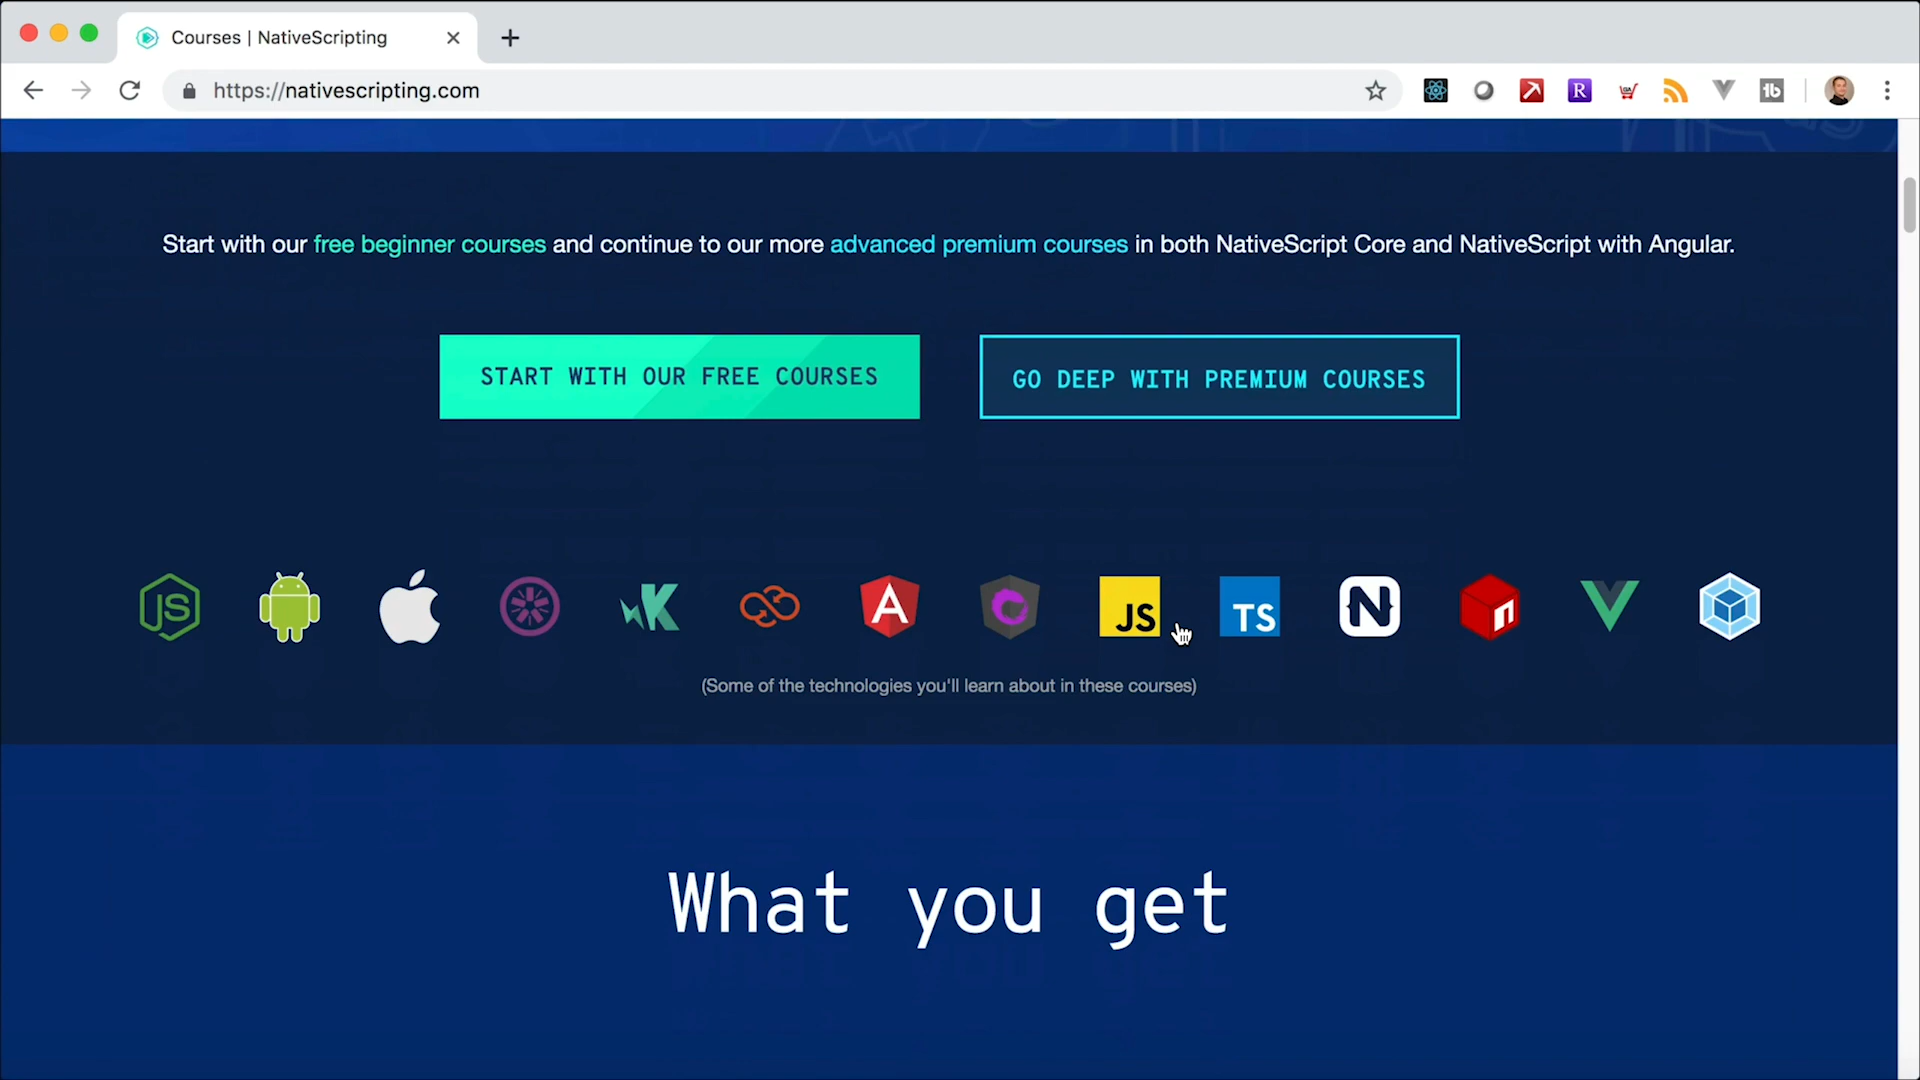 Courses | NativeScripting
https://nativescripting.com
R
tb
Start with our free beginner courses and continue to our more advanced premium courses in both NativeScript Core and NativeScript with Angular.
START WITH OUR FREE COURSES
GO DEEP WITH PREMIUM COURSES
JS
K
A
JS
TS
N
n
(Some of the technologies you'll learn about in these courses)
What you get